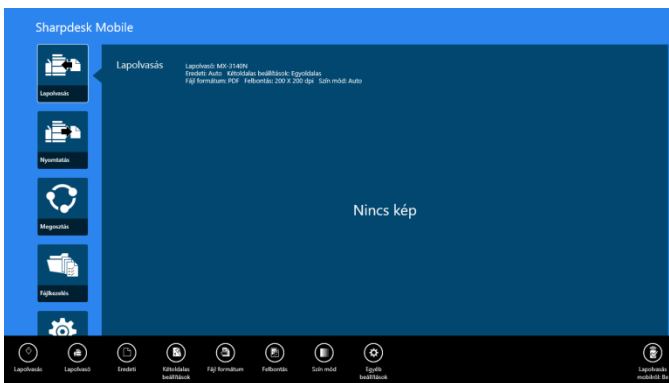 Sharpdesk Mobile
Lapolvasás
Lapolvasó: MX-3140N
Eredeti: Auto Kétoldalas beállítások: Egyoldalas
Fájl formátum: PDF Felbontás: 200 X 200 dpi Szín mód: Auto
Lapolvasás
Nyomtatás
Megosztás
Fájlkezelés
Nincs kép
Lapolvasás
Lapolvasó
Eredeti
Kétoldalas
beállítások
Fájl formátum
Felbontás
Szín mód
Egyéb
beállítások
Lapolvasás
mobilról: Be